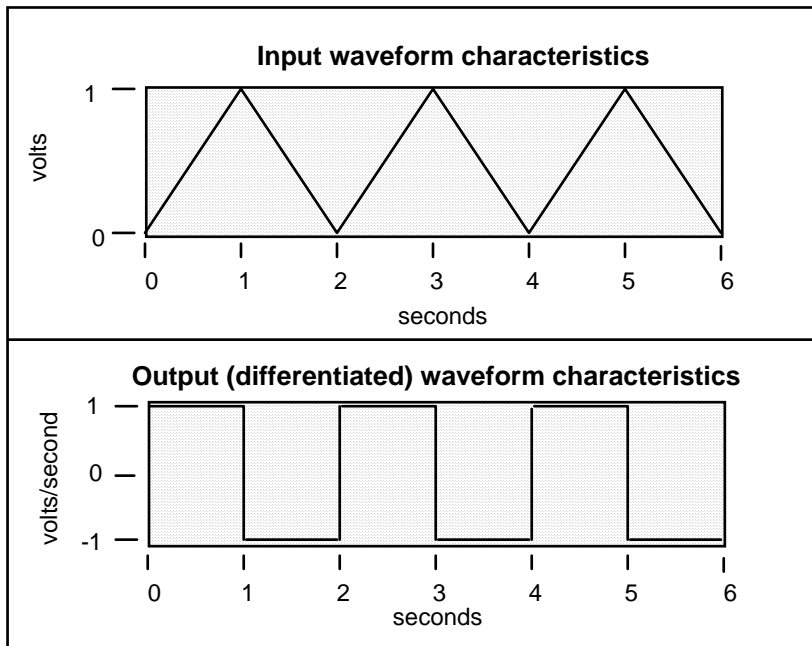 Input waveform characteristics
1
volts
0
0 1 2 3 4 5 6
seconds
Output (differentiated) waveform characteristics
1
0
volts/second
-1
0 1 2 3 4 5 6
seconds